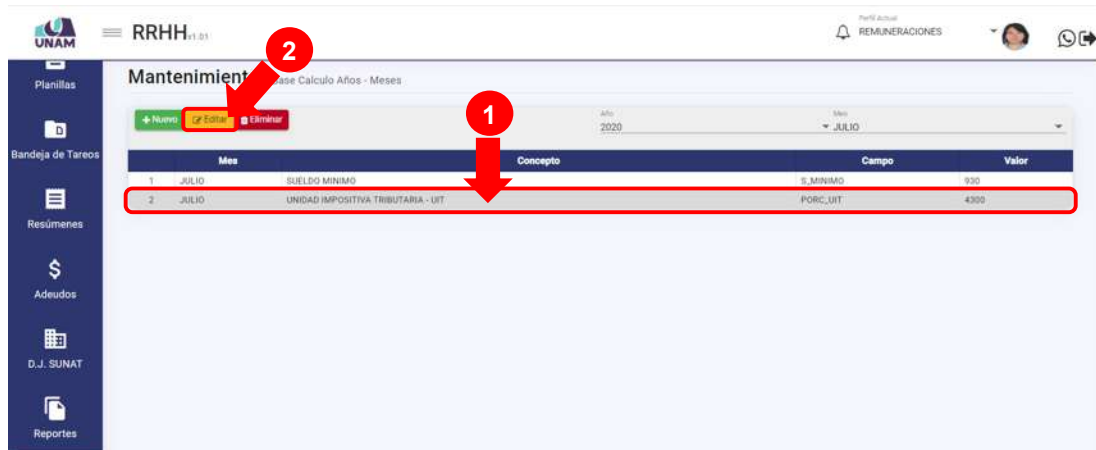 UNAM
RRHH v1.01
Perfil Actual
REMUNERACIONES
2
Planillas
Mantenimient
ase Calculo Años - Meses
+ Nuevo Editar Eliminar
1
Año
2020
Mes
JULIO
Bandeja de Tareos
Mes Concepto Campo Valor
1 JULIO SUELDO MINIMO S_MINIMO 930
2 JULIO UNIDAD IMPOSITIVA TRIBUTARIA - UIT PORC_UIT 4300
Resúmenes
Adeudos
D.J. SUNAT
Reportes